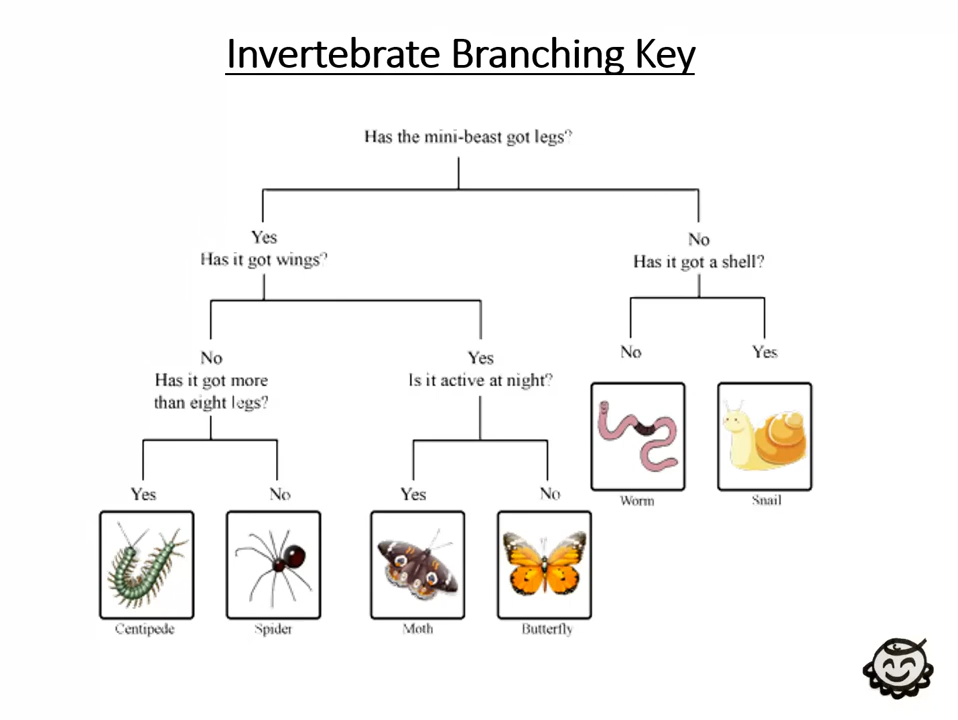 Invertebrate Branching Key
Has the mini-beast got legs?
Yes
Has it got wings?
No
Has it got a shell?
No
Has it got more
than eight legs?
Yes
Is it active at night?
No
Yes
Yes
No
Yes
No
Worm
Snail
Centipede
Spider
Moth
Butterfly